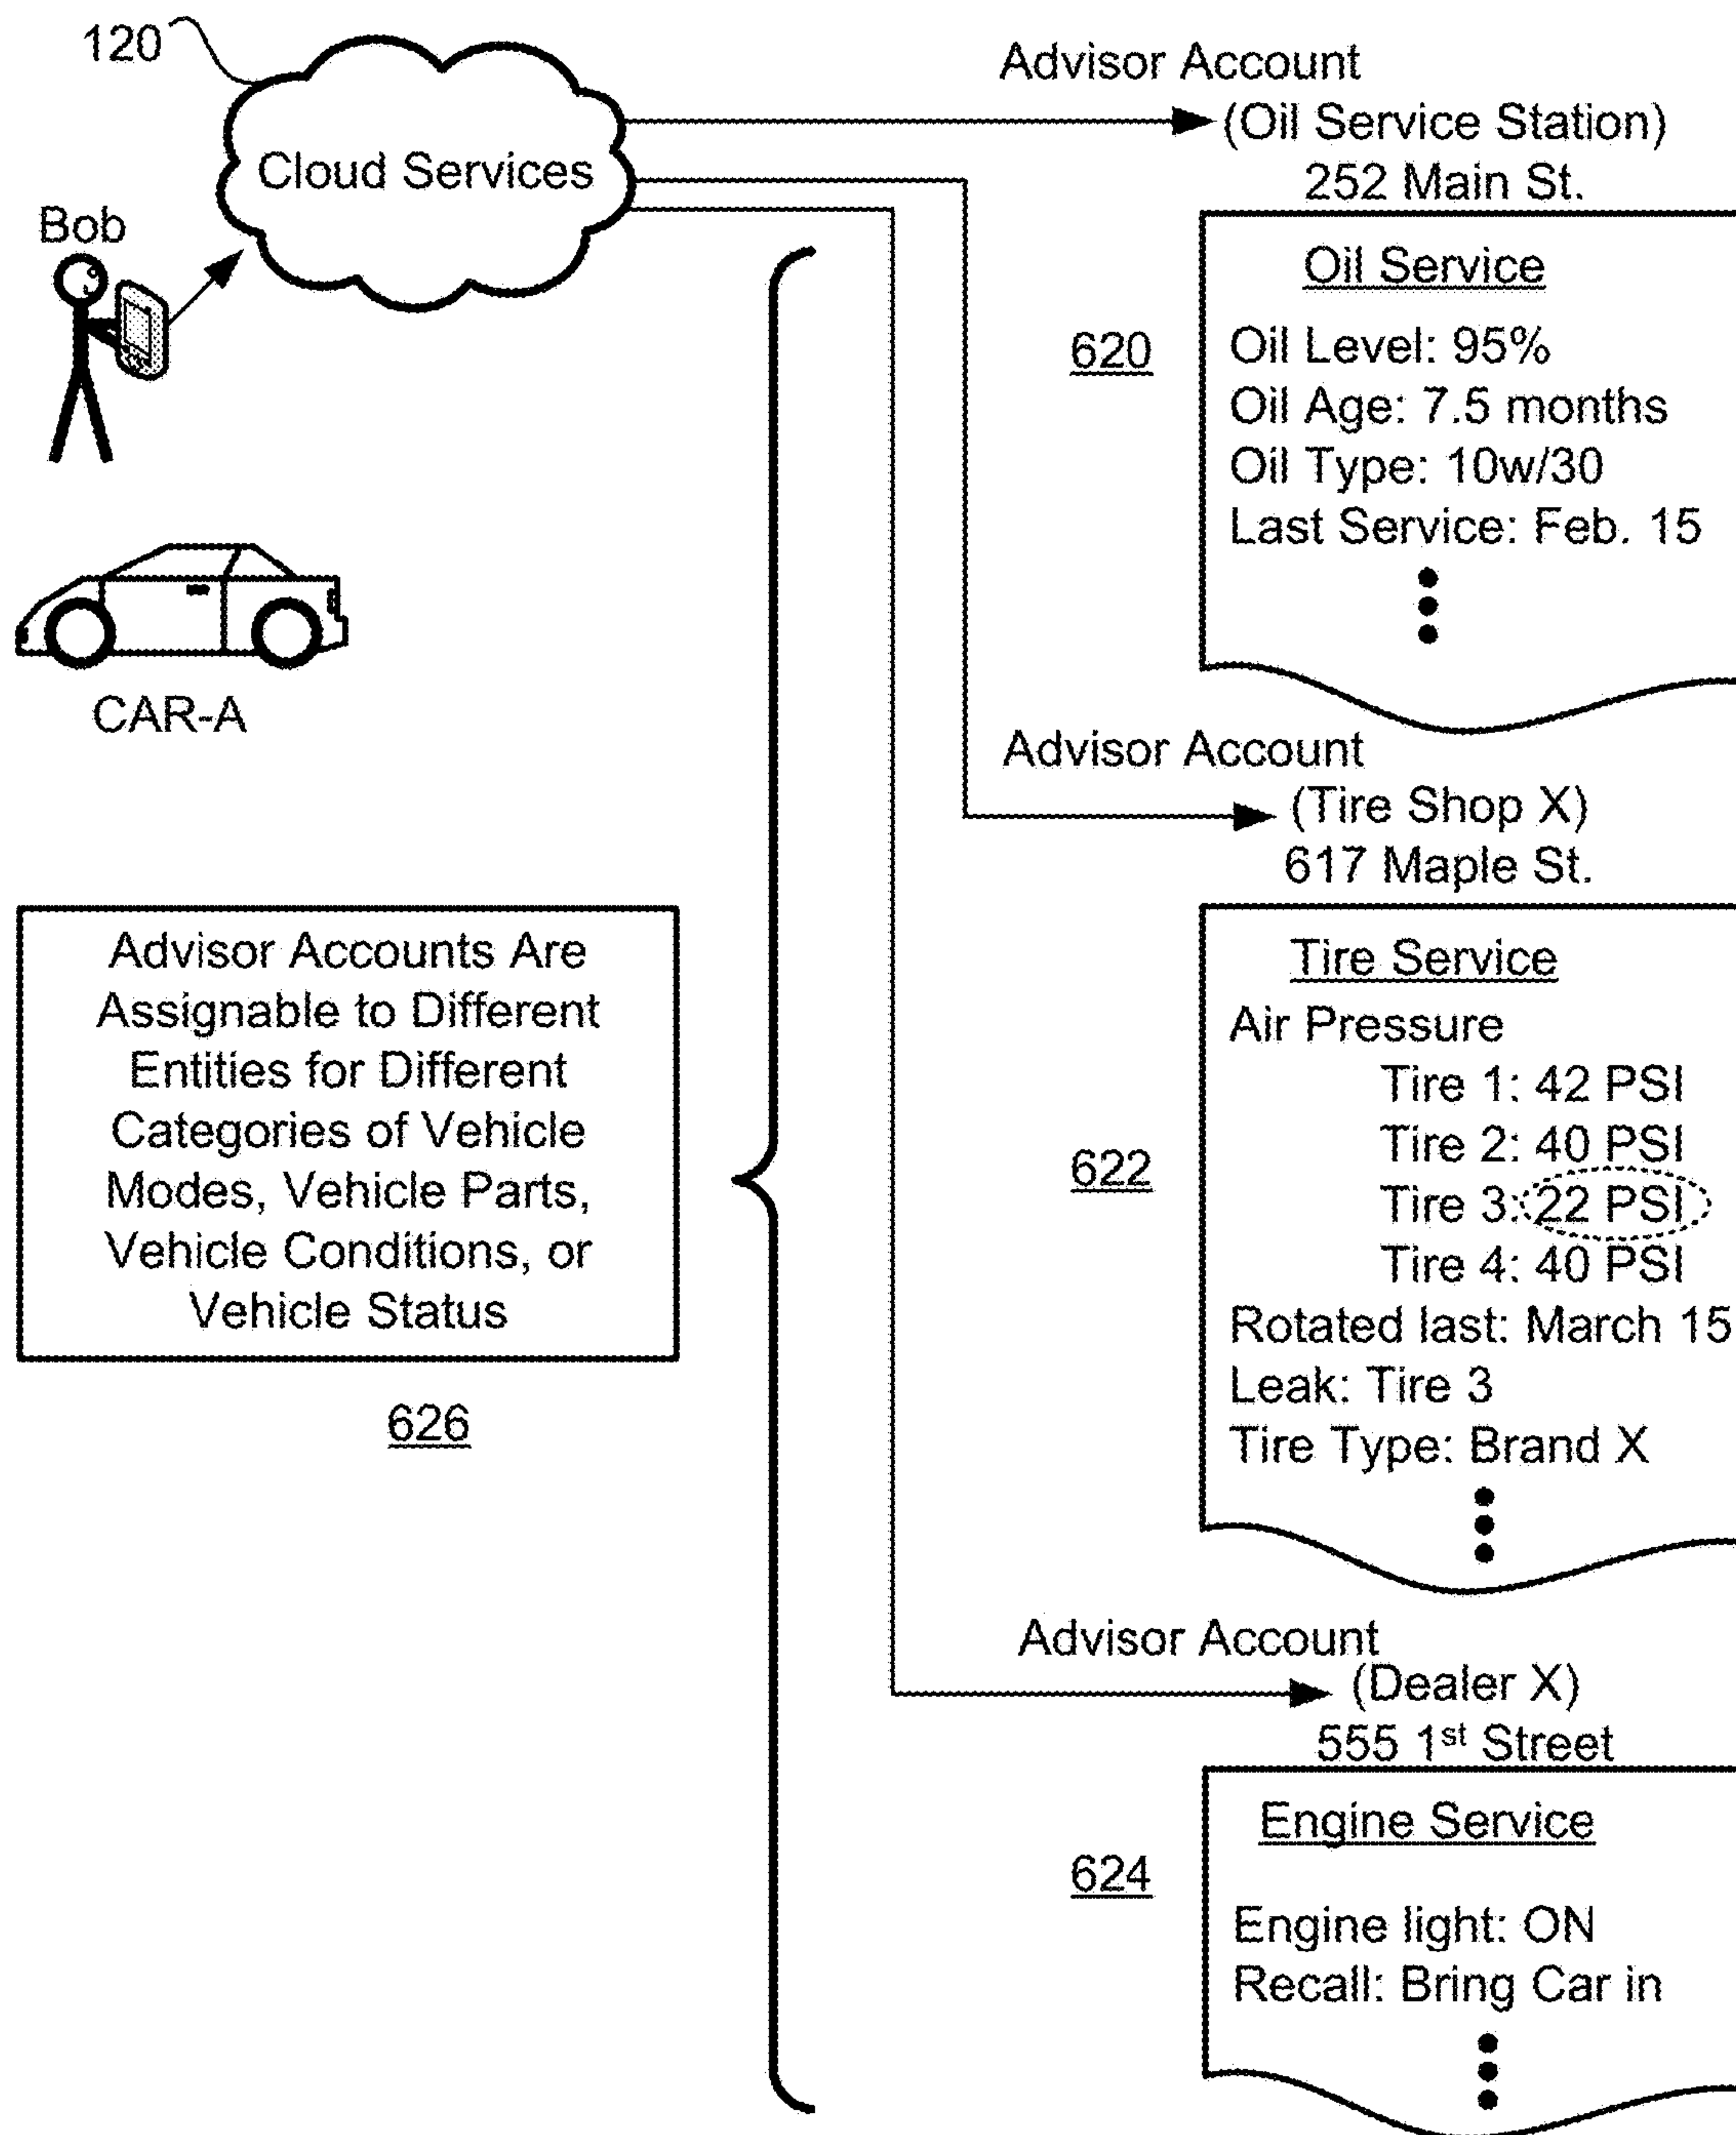 120
Cloud Services
Bob
CAR-A
Advisor Account
(Oil Service Station)
252 Main St.
620
Oil Service
Oil Level: 95%
Oil Age: 7.5 months
Oil Type: 10w/30
Last Service: Feb. 15
Advisor Account
(Tire Shop X)
617 Maple St.
622
Tire Service
Air Pressure
Tire 1: 42 PSI
Tire 2: 40 PSI
Tire 3: 22 PSI
Tire 4: 40 PSI
Rotated last: March 15
Leak: Tire 3
Tire Type: Brand X
Advisor Accounts Are
Assignable to Different
Entities for Different
Categories of Vehicle
Modes, Vehicle Parts,
Vehicle Conditions, or
Vehicle Status
626
Advisor Account
(Dealer X)
555 1st Street
624
Engine Service
Engine light: ON
Recall: Bring Car in